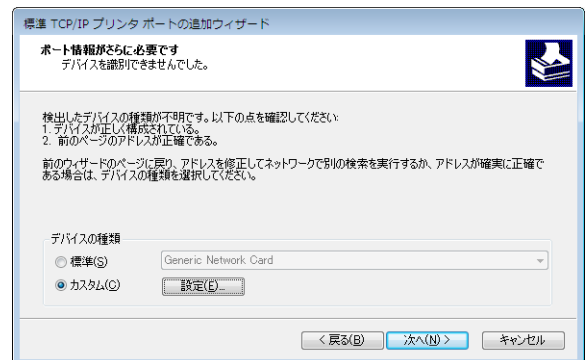 標準 TCP/IP プリンタ ポートの追加ウィザード
ポート情報がさらに必要です
デバイスを識別できませんでした。
検出したデバイスの種類が不明です。以下の点を確認してください:
1. デバイスが正しく構成されている。
2. 前のページのアドレスが正確である。
前のウィザードのページに戻り、アドレスを修正してネットワークで別の検索を実行するか、アドレスが確実に正確で
ある場合は、デバイスの種類を選択してください。
デバイスの種類
標準(S) Generic Network Card
カスタム(C) 設定(E)...
< 戻る(B) 次へ(N) > キャンセル